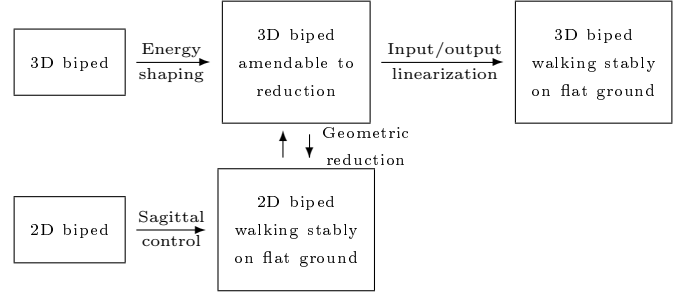 3D biped
Energy
shaping
3D biped
amendable to
reduction
Input/output
linearization
3D biped
walking stably
on flat ground
Geometric
reduction
2D biped
Sagittal
control
2D biped
walking stably
on flat ground